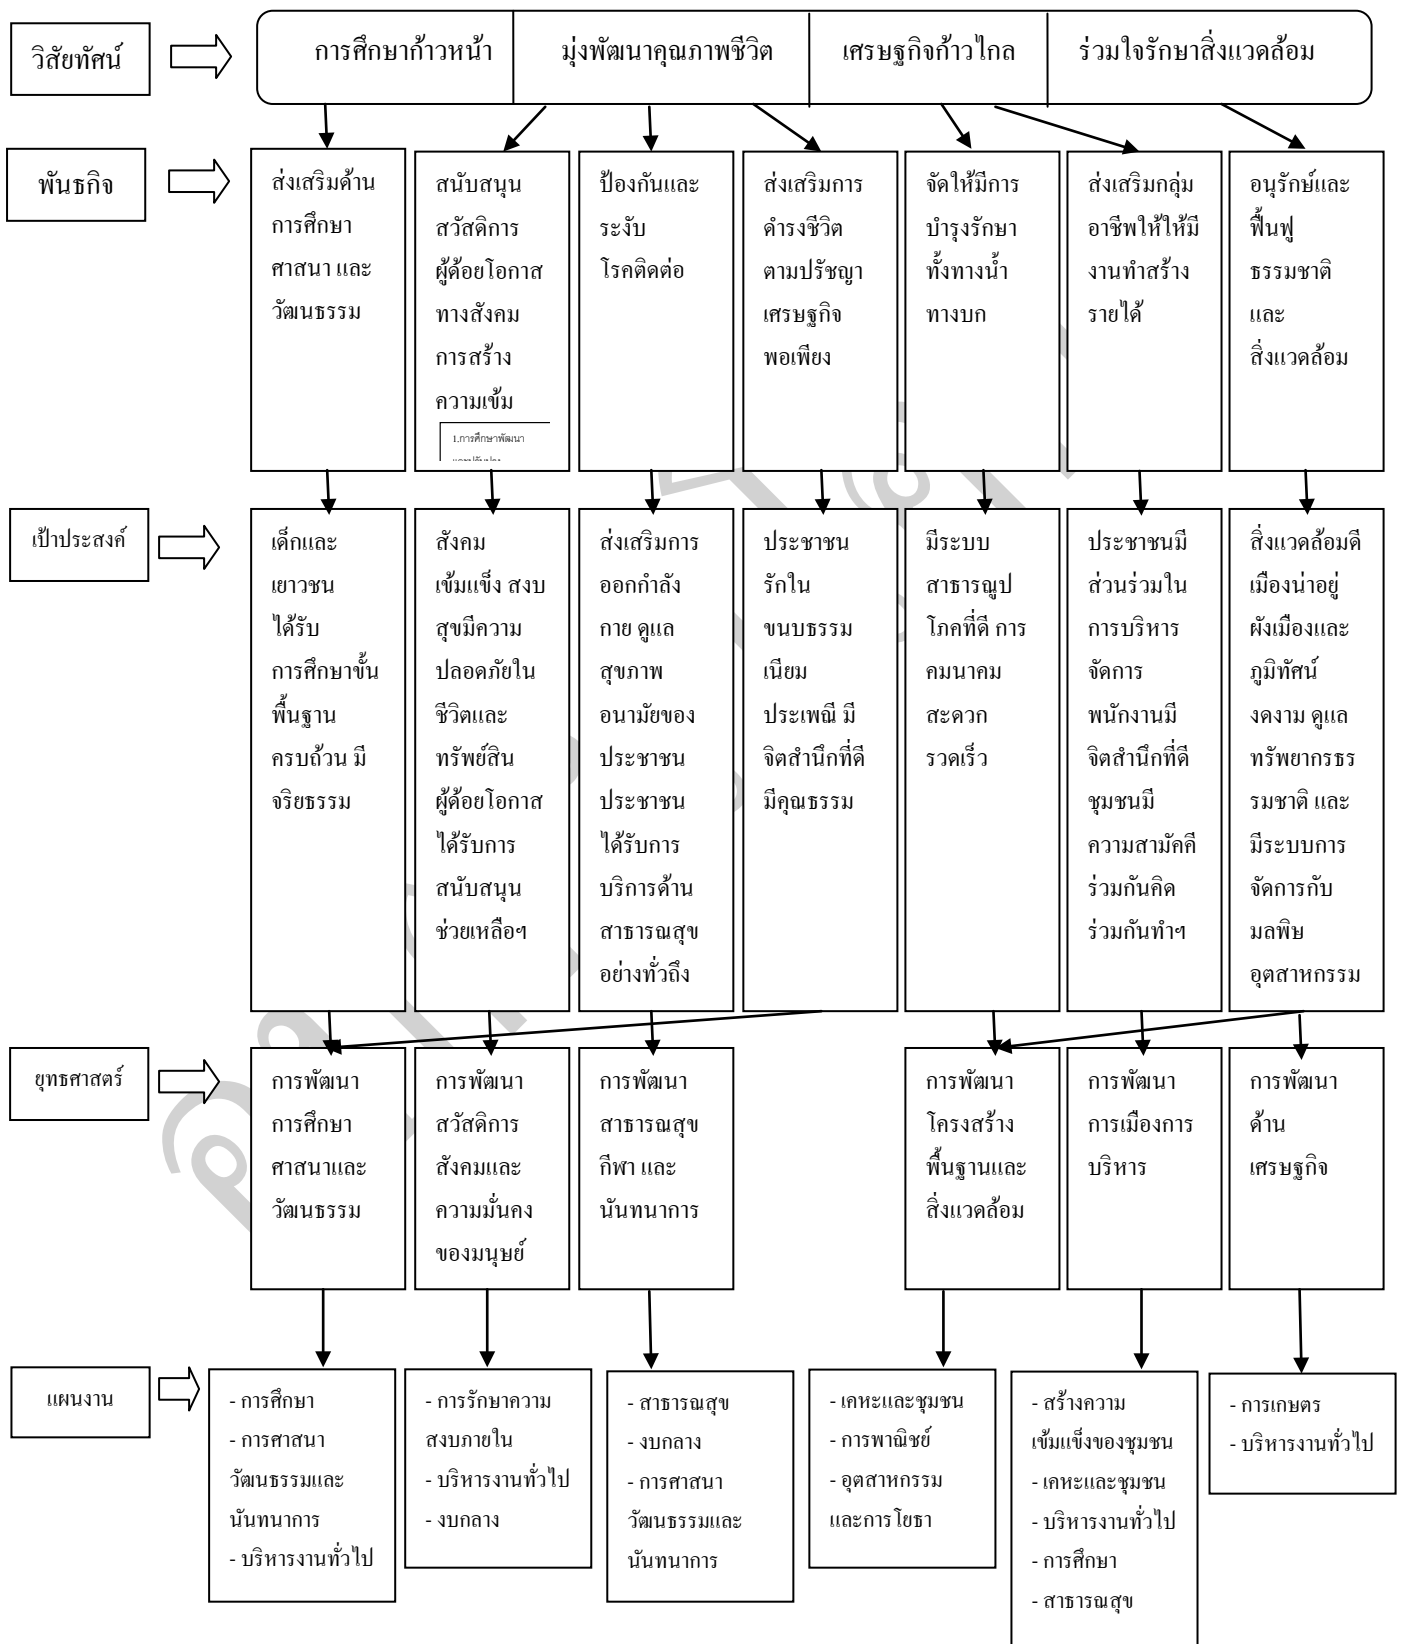 วิสัยทัศน์
การศึกษาก้าวหน้า
มุ่งพัฒนาคุณภาพชีวิต
เศรษฐกิจก้าวไกล
ร่วมใจรักษาสิ่งแวดล้อม
พันธกิจ
ส่งเสริมด้าน
การศึกษา
ศาสนา และ
วัฒนธรรม
สนับสนุน
สวัสดิการ
ผู้ด้อยโอกาส
ทางสังคม
การสร้าง
ความเข้ม
1.การศึกษาพัฒนา
ป้องกันและ
ระงับ
โรคติดต่อ
ส่งเสริมการ
ดำรงชีวิต
ตามปรัชญา
เศรษฐกิจ
พอเพียง
จัดให้มีการ
บำรุงรักษา
ทั้งทางน้ำ
ทางบก
ส่งเสริมกลุ่ม
อาชีพให้ให้มี
งานทำสร้าง
รายได้
อนุรักษ์และ
ฟื้นฟู
ธรรมชาติ
และ
สิ่งแวดล้อม
เป้าประสงค์
เด็กและ
เยาวชน
ได้รับ
การศึกษาขั้น
พื้นฐาน
ครบถ้วน มี
จริยธรรม
สังคม
เข้มแข็ง สงบ
สุขมีความ
ปลอดภัยใน
ชีวิตและ
ทรัพย์สิน
ผู้ด้อยโอกาส
ได้รับการ
สนับสนุน
ช่วยเหลือฯ
ส่งเสริมการ
ออกกำลัง
กาย ดูแล
สุขภาพ
อนามัยของ
ประชาชน
ประชาชน
ได้รับการ
บริการด้าน
สาธารณสุข
อย่างทั่วถึง
ประชาชน
รักใน
ขนบธรรม
เนียม
ประเพณี มี
จิตสำนึกที่ดี
มีคุณธรรม
มีระบบ
สาธารณูป
โภคที่ดี การ
คมนาคม
สะดวก
รวดเร็ว
ประชาชนมี
ส่วนร่วมใน
การบริหาร
จัดการ
พนักงานมี
จิตสำนึกที่ดี
ชุมชนมี
ความสามัคคี
ร่วมกันคิด
ร่วมกันทำฯ
สิ่งแวดล้อมดี
เมืองน่าอยู่
ผังเมืองและ
ภูมิทัศน์
งดงาม ดูแล
ทรัพยากรธร
รมชาติ และ
มีระบบการ
จัดการกับ
มลพิษ
อุตสาหกรรม
ยุทธศาสตร์
การพัฒนา
การศึกษา
ศาสนาและ
วัฒนธรรม
การพัฒนา
สวัสดิการ
สังคมและ
ความมั่นคง
ของมนุษย์
การพัฒนา
สาธารณสุข
กีฬา และ
นันทนาการ
การพัฒนา
โครงสร้าง
พื้นฐานและ
สิ่งแวดล้อม
การพัฒนา
การเมืองการ
บริหาร
การพัฒนา
ด้าน
เศรษฐกิจ
แผนงาน
- การศึกษา
- การศาสนา
วัฒนธรรมและ
นันทนาการ
- บริหารงานทั่วไป
- การรักษาความ
สงบภายใน
- บริหารงานทั่วไป
- งบกลาง
- สาธารณสุข
- งบกลาง
- การศาสนา
วัฒนธรรมและ
นันทนาการ
- เคหะและชุมชน
- การพาณิชย์
- อุตสาหกรรม
และการโยธา
- สร้างความ
เข้มแข็งของชุมชน
- เคหะและชุมชน
- บริหารงานทั่วไป
- การศึกษา
- สาธารณสุข
- การเกษตร
- บริหารงานทั่วไป